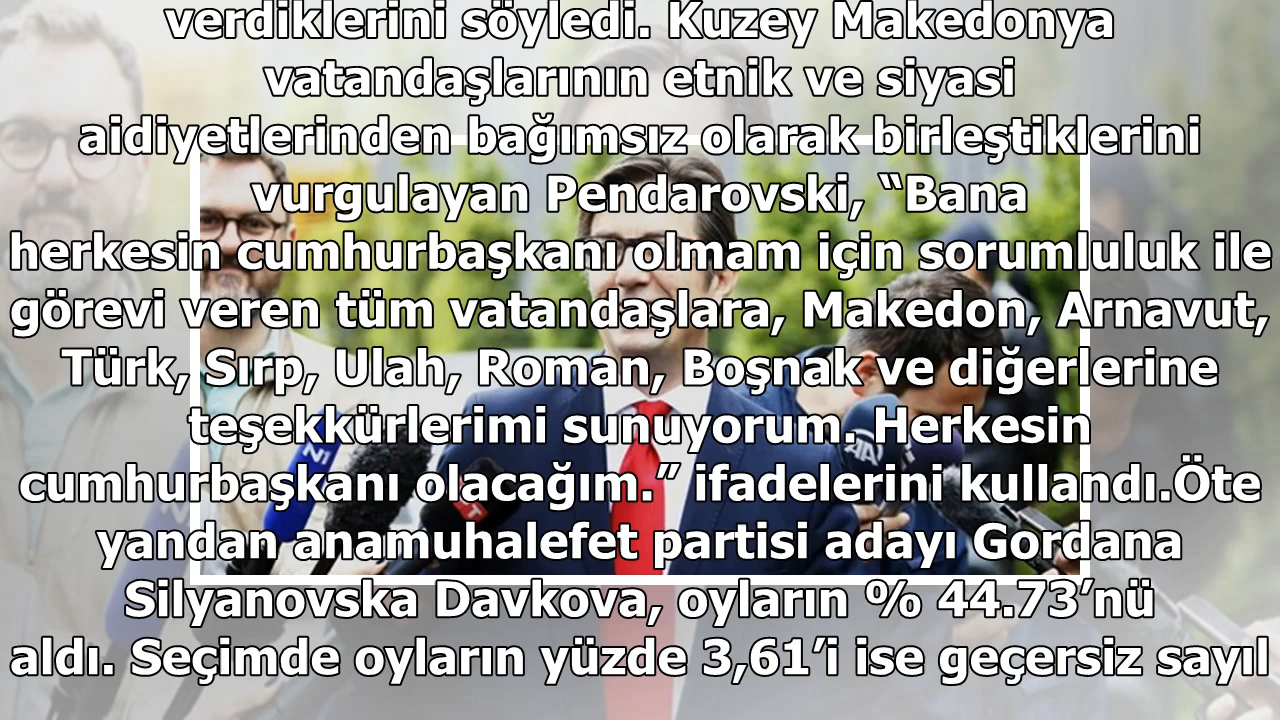 verdiklerini söyledi. Kuzey Makedonya
vatandaşlarının etnik ve siyasi
aidiyetlerinden bağımsız olarak birleştiklerini
vurgulayan Pendarovski, “Bana
herkesin cumhurbaşkanı olmam için sorumluluk ile
görevi veren tüm vatandaşlara, Makedon, Arnavut,
Türk, Sırp, Ulah, Roman, Boşnak ve diğerlerine
teşekkürlerimi sunuyorum. Herkesin
cumhurbaşkanı olacağım.” ifadelerini kullandı.Öte
yandan anamuhalefet partisi adayı Gordana
Silyanovska Davkova, oyların % 44.73’nü
aldı. Seçimde oyların yüzde 3,61’i ise geçersiz sayıl
N1
AA